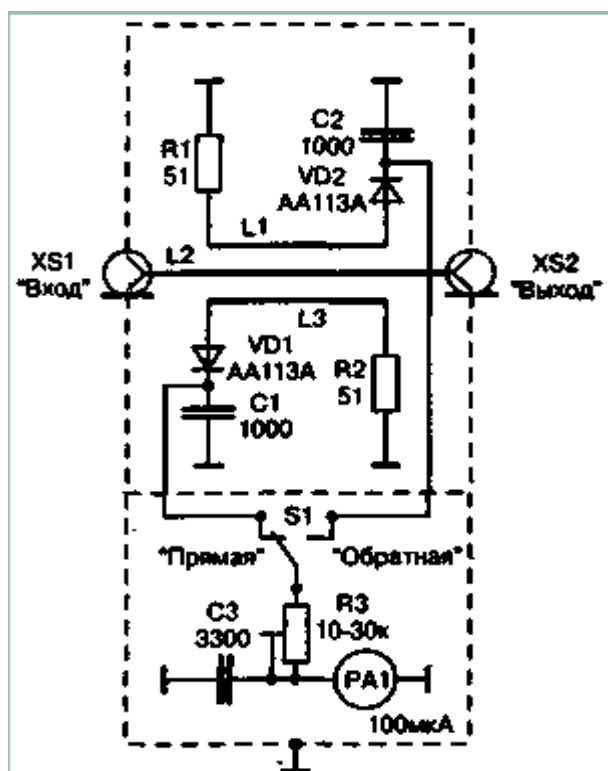 C2
1000
R1
51
VD2
AA113A
L1
XS1
"Вход"
L2
XS2
"Выход"
L3
VD1
AA113A
R2
51
C1
1000
S1
"Прямая"
"Обратная"
C3
3300
R3
10-30к
PA1
100мкА